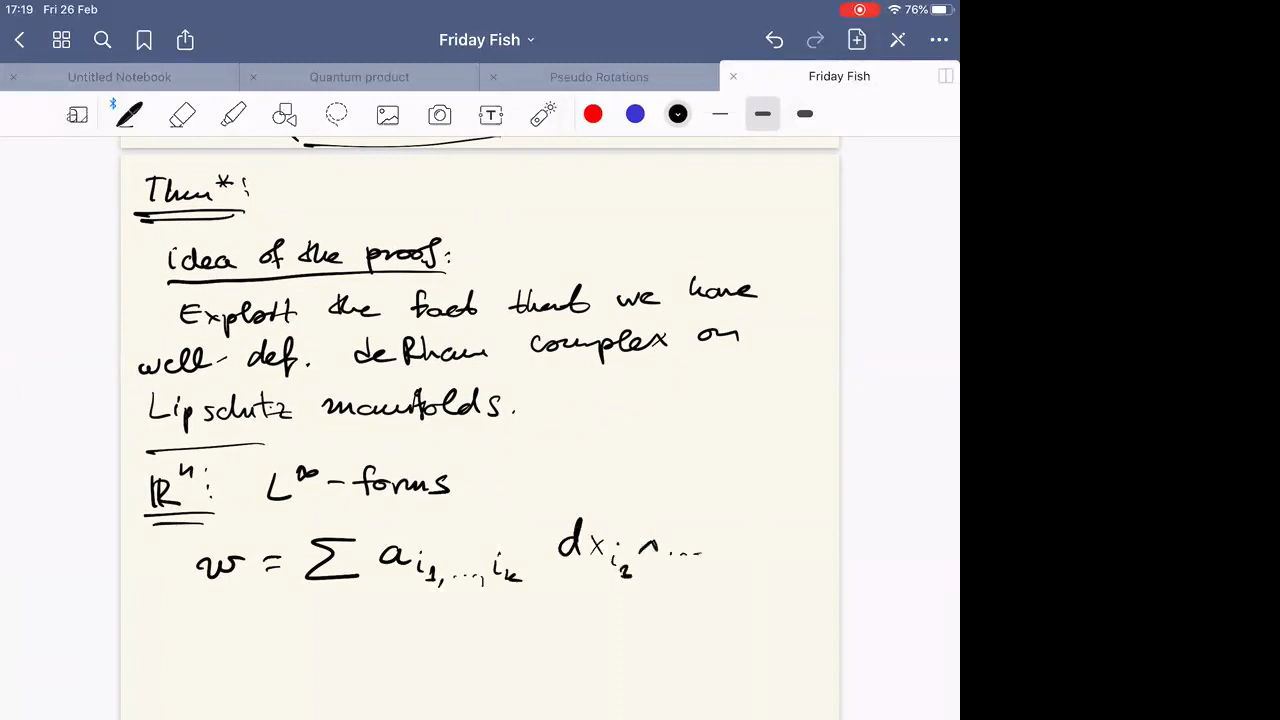 17:19 Fri 26 Feb
76%
Friday Fish
Untitled Notebook
Quantum product
Pseudo Rotations
Friday Fish
Thm*:
idea of the proof:
Exploit the fact that we have
well-def. deRham complex on
Lipschitz manifolds.
ℝⁿ: L^∞-forms
w = ∑ a_{i_1,...,i_k} dx_{i_1} ∧ ...